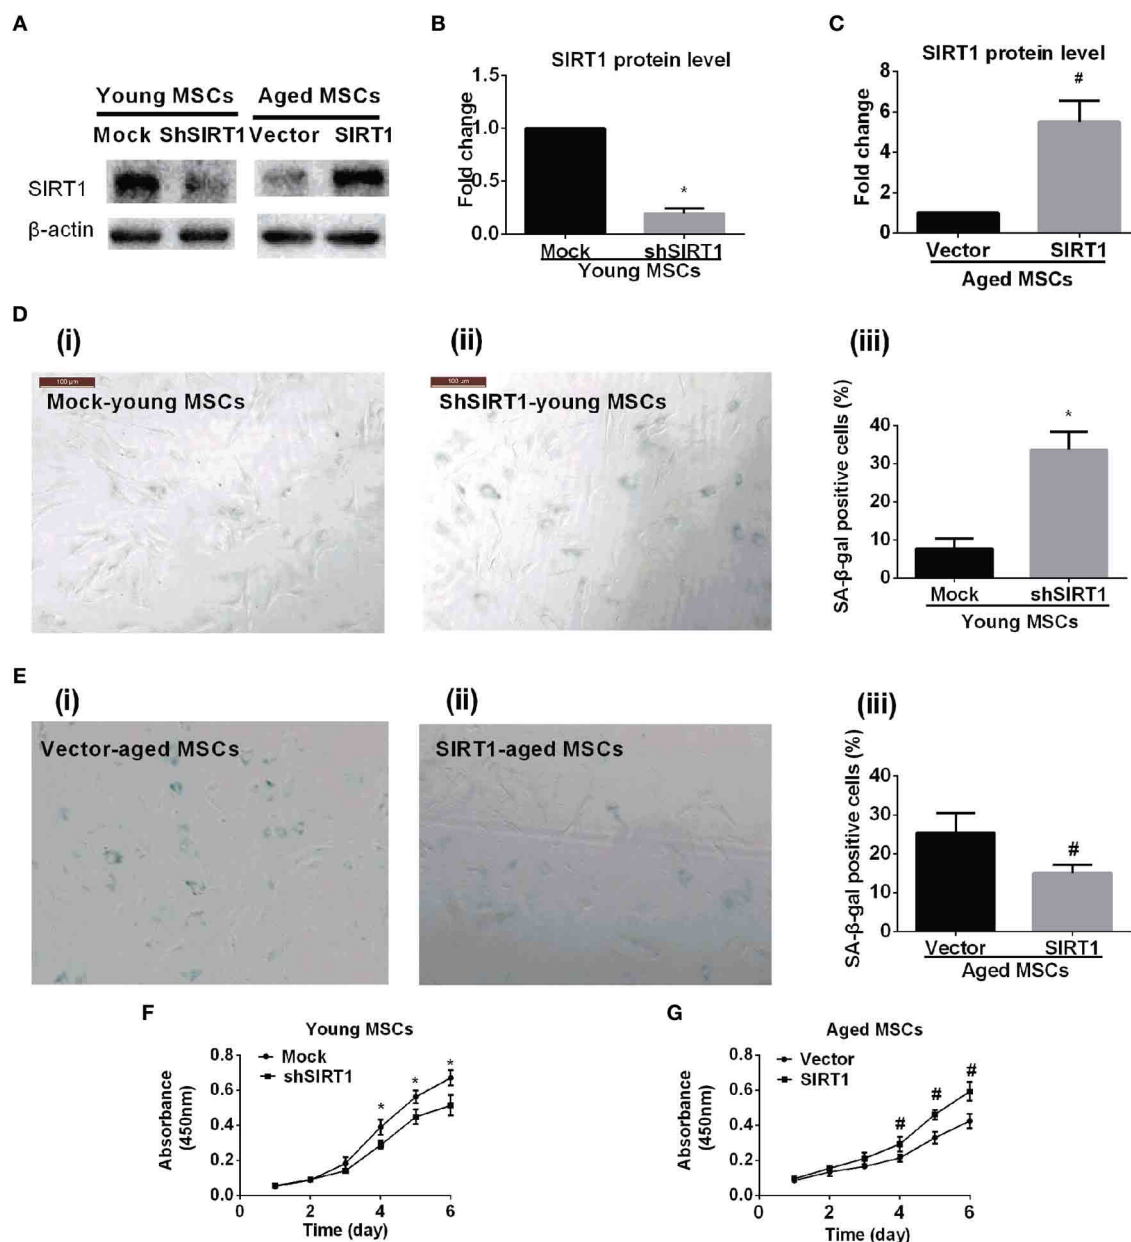 A
Young MSCs Aged MSCs
Mock ShSIRT1 Vector SIRT1
SIRT1
β-actin
B
SIRT1 protein level
Fold change
1.5
1.0
0.5
0.0
Mock shSIRT1
Young MSCs
*
C
SIRT1 protein level
Fold change
8
6
4
2
0
#
Vector SIRT1
Aged MSCs
D
(i)
100 µm
Mock-young MSCs
(ii)
100 µm
ShSIRT1-young MSCs
(iii)
SA-β-gal positive cells (%)
40
30
20
10
0
*
Mock shSIRT1
Young MSCs
E
(i)
Vector-aged MSCs
(ii)
SIRT1-aged MSCs
(iii)
SA-β-gal positive cells (%)
40
30
20
10
0
#
Vector SIRT1
Aged MSCs
F
Young MSCs
Absorbance
(450nm)
0.8
0.6
0.4
0.2
0.0
Mock
shSIRT1
* * *
0 2 4 6
Time (day)
G
Aged MSCs
Absorbance
(450nm)
0.8
0.6
0.4
0.2
0.0
Vector
SIRT1
# # #
0 2 4 6
Time (day)